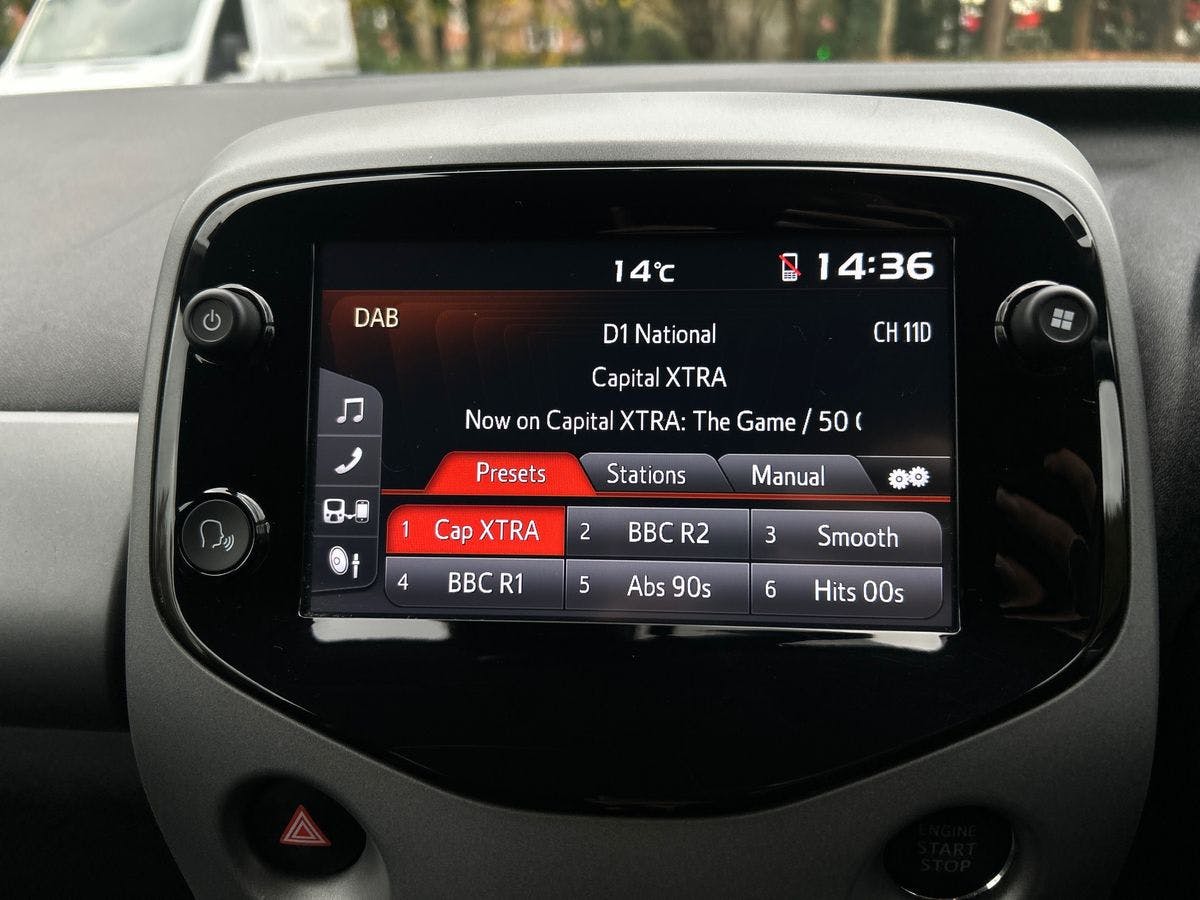 14°C 14:36
DAB
D1 National CH 11D
Capital XTRA
Now on Capital XTRA: The Game / 50 (
Presets Stations Manual
1 Cap XTRA 2 BBC R2 3 Smooth
4 BBC R1 5 Abs 90s 6 Hits 00s
ENGINE
START
STOP